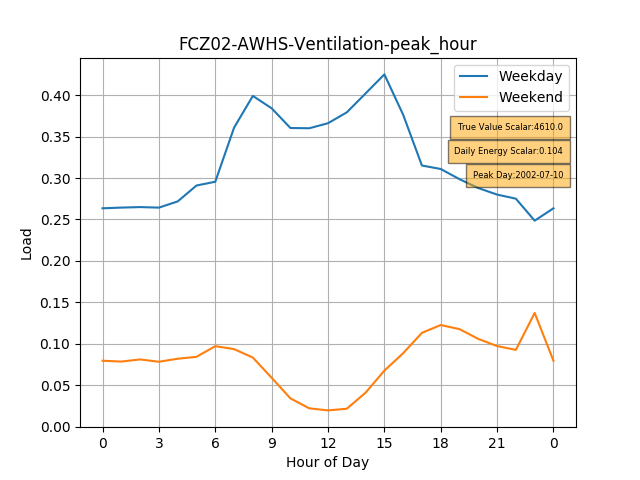 FCZ02-AWHS-Ventilation-peak_hour
Weekday
Weekend
True Value Scalar:4610.0
Daily Energy Scalar:0.104
Peak Day:2002-07-10
Load
0.40
0.35
0.30
0.25
0.20
0.15
0.10
0.05
0.00
0 3 6 9 12 15 18 21 0
Hour of Day